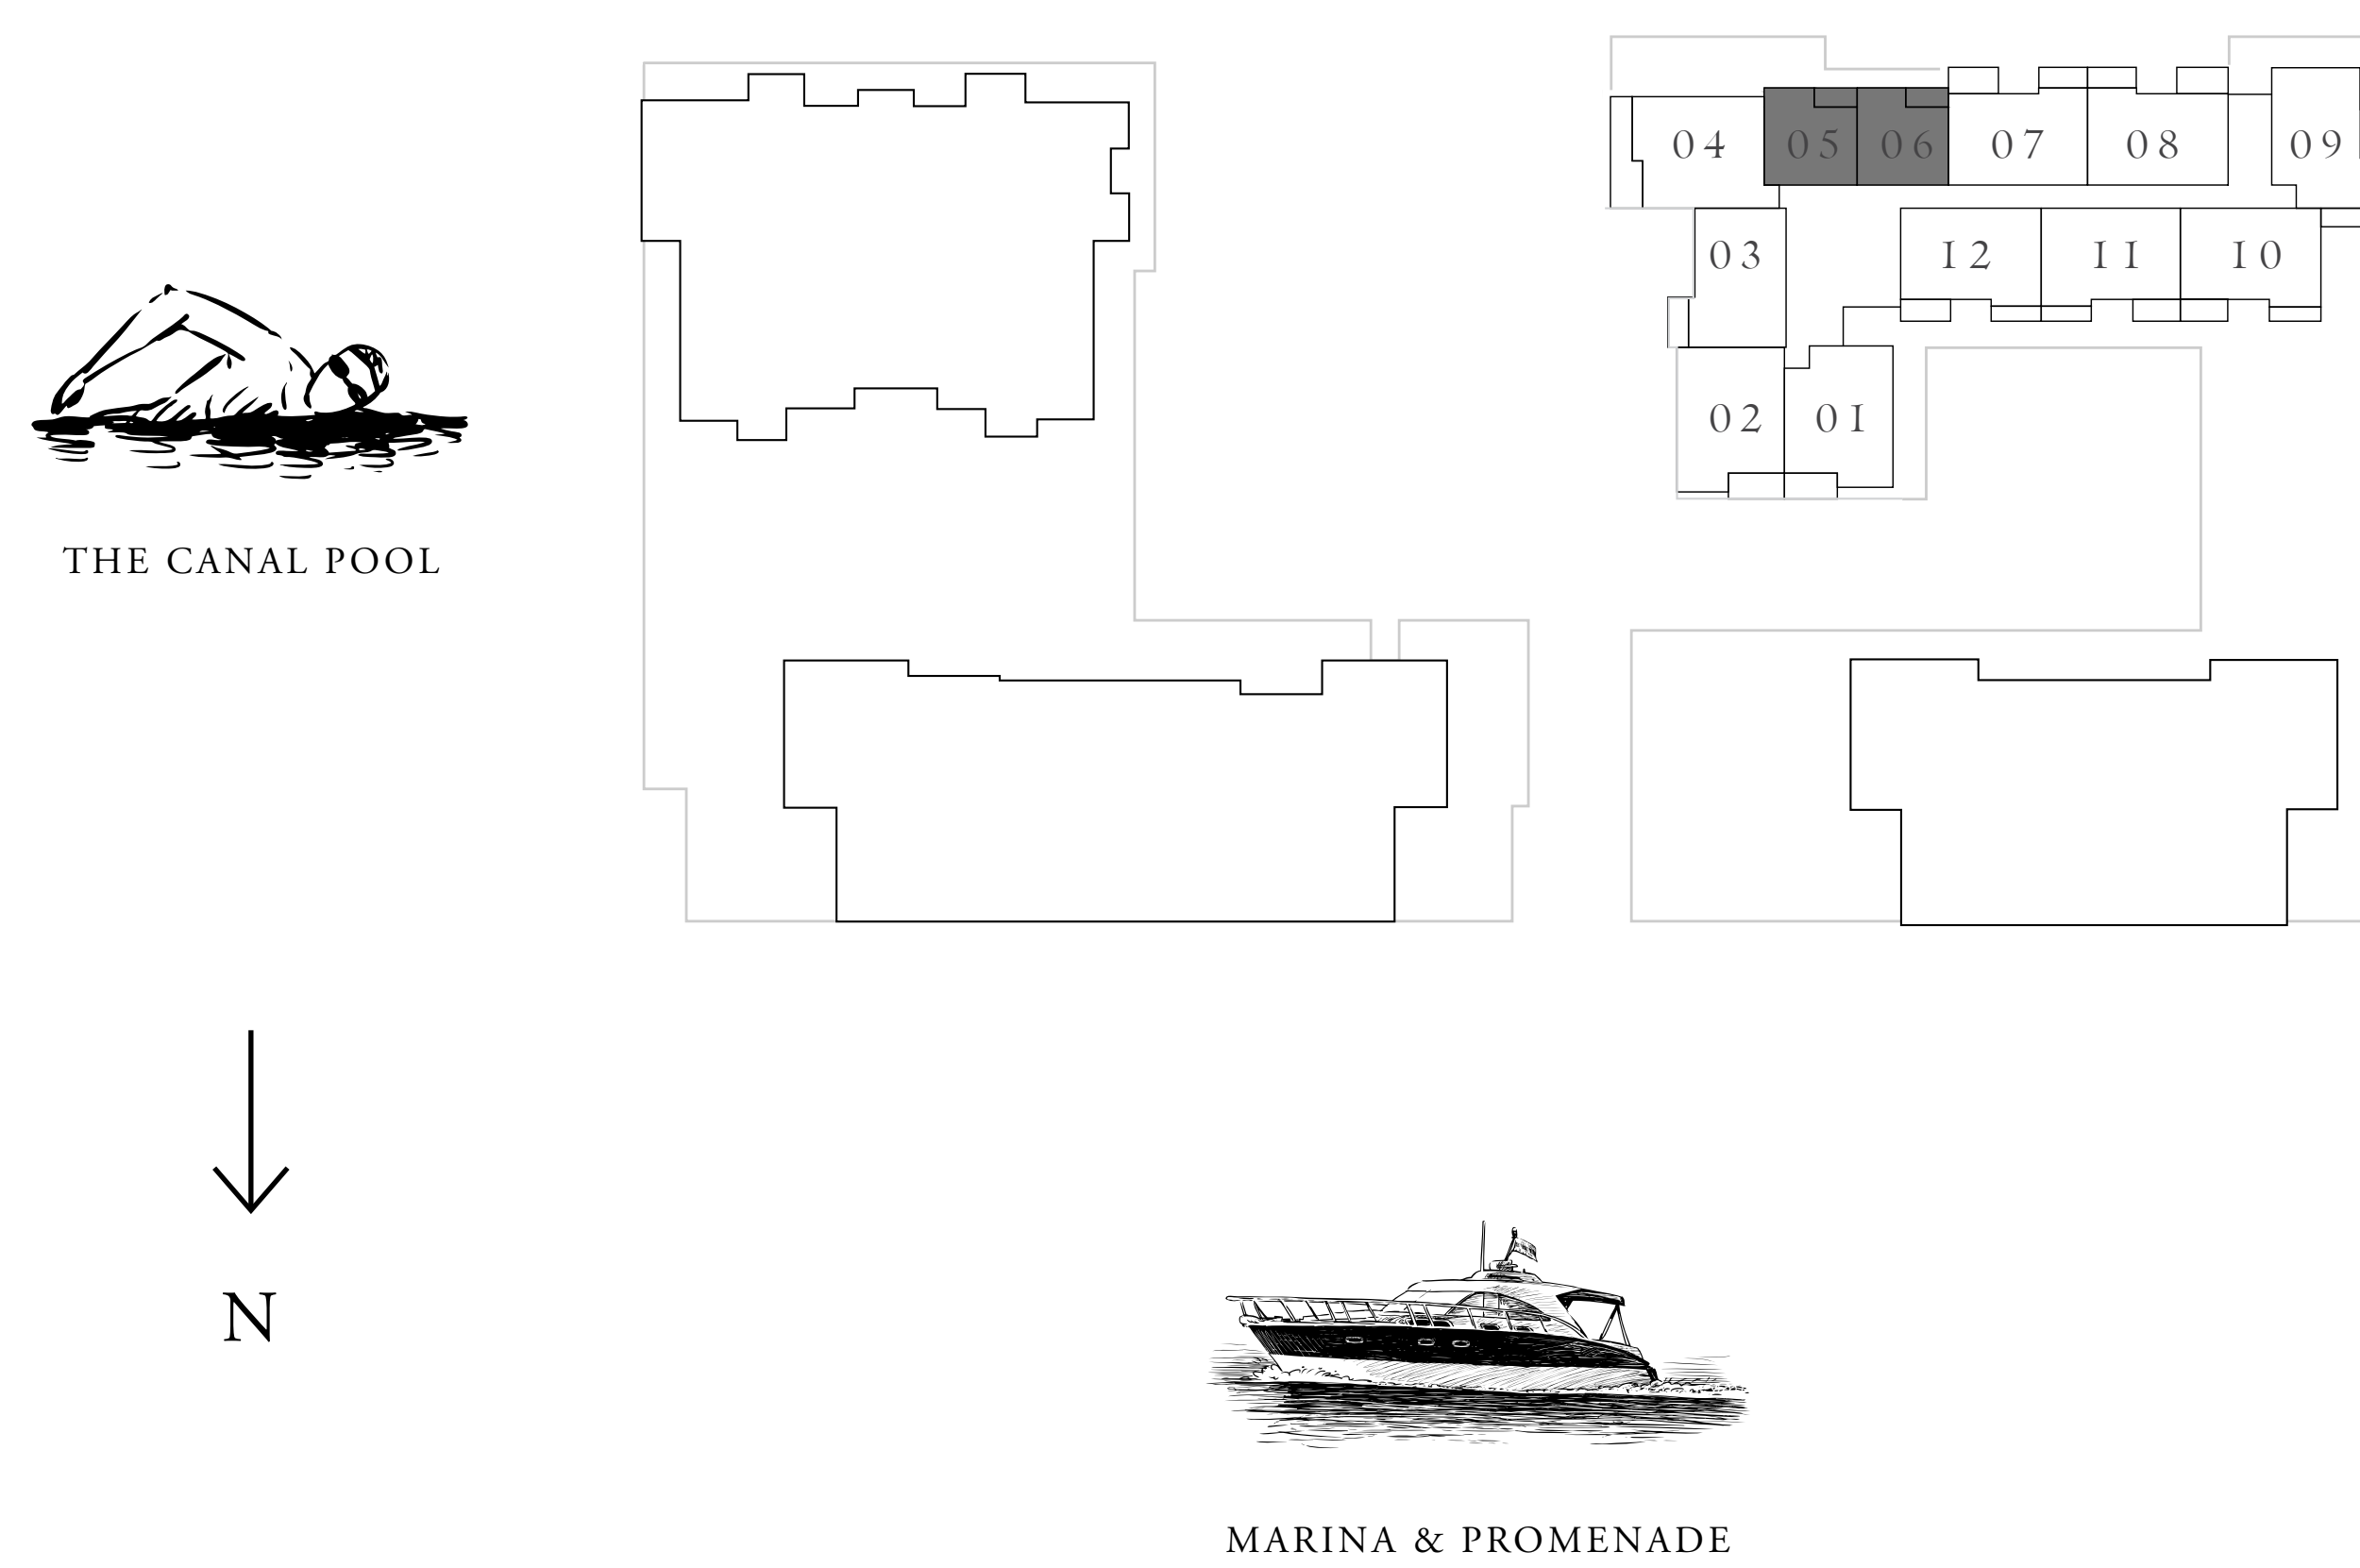 04 05 06 07 08 09
03 12 11 10
02 01
THE CANAL POOL
N
MARINA & PROMENADE